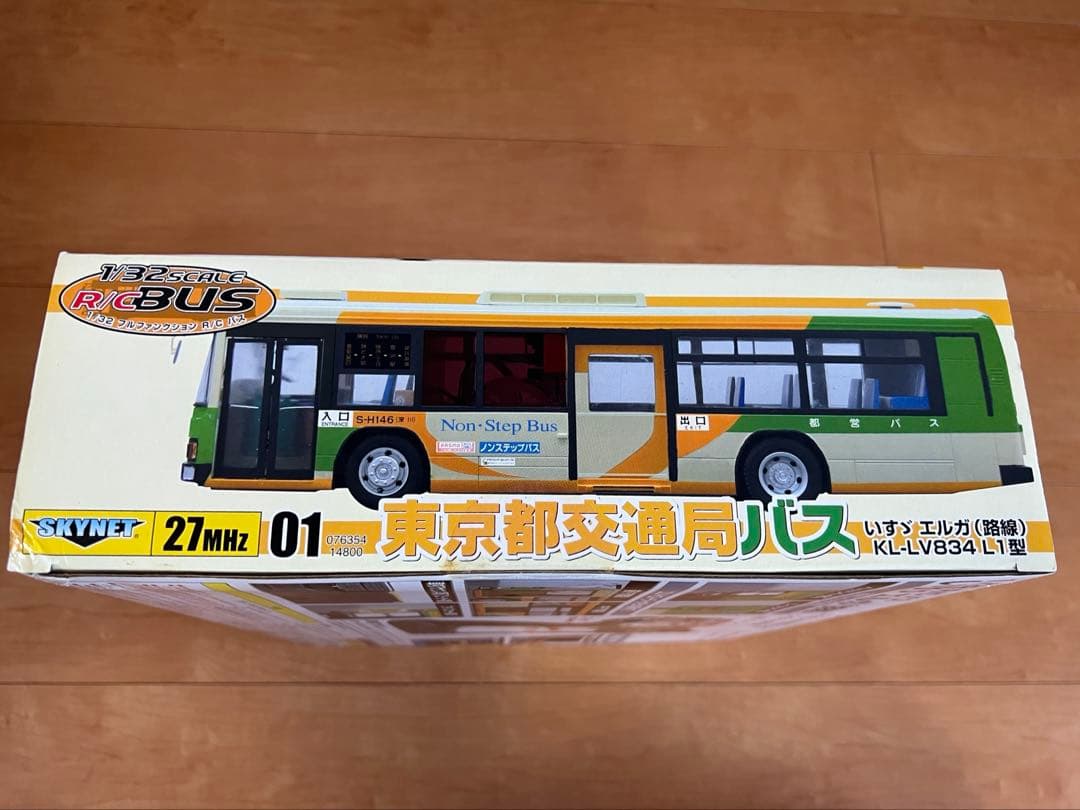 1/32SCALE
R/C BUS
1/32 フルファンクション R/C バス
入口
ENTRANCE
S-H146(東川)
Non・Step Bus
ノンステップバス
出口
EXIT
都営バス
SKYNET
27MHz
01
076354
14800
東京都交通局バス
いすゞエルガ(路線)
KL-LV834 L1型